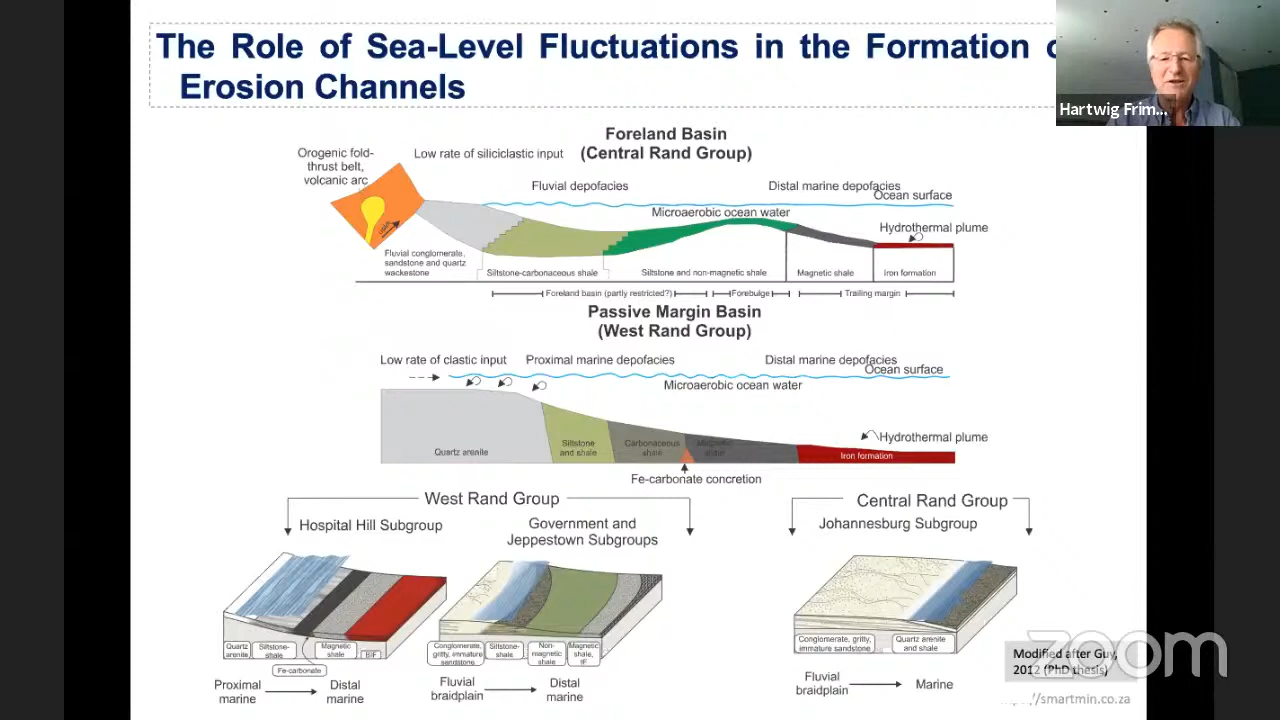 The Role of Sea-Level Fluctuations in the Formation
Erosion Channels
Hartwig Frim...
Foreland Basin
(Central Rand Group)
Orogenic fold-
thrust belt,
volcanic arc
Low rate of siliciclastic input
Fluvial depofacies
Distal marine depofacies
Ocean surface
Microaerobic ocean water
Hydrothermal plume
Fluvial conglomerate,
sandstone and quartz
wackestone
Siltstone-carbonaceous shale
Siltstone and non-magnetic shale
Magnetic shale
Iron formation
Foreland basin (partly restricted?)
Forebulge
Trailing margin
Passive Margin Basin
(West Rand Group)
Low rate of clastic input
Proximal marine depofacies
Distal marine depofacies
Ocean surface
Microaerobic ocean water
Hydrothermal plume
Quartz arenite
Siltstone
and shale
Carbonaceous
shale
Magnetic
shale
Iron formation
Fe-carbonate concretion
West Rand Group
Central Rand Group
Hospital Hill Subgroup
Government and
Jeppestown Subgroups
Johannesburg Subgroup
Quartz
arenite
Siltstone-
shale
Magnetic
shale
BIF
Fe-carbonate
Conglomerate,
gritty, immature
sandstone
Siltstone-
shale
Non-
magnetic
shale
Magnetic
shale,
IF
Conglomerate, gritty,
immature sandstone
Quartz arenite
and shale
Proximal
marine
Distal
marine
Fluvial
braidplain
Distal
marine
Fluvial
braidplain
Marine
Modified after Guy,
2012 (PhD thesis)
zoom
//smartmin.co.za